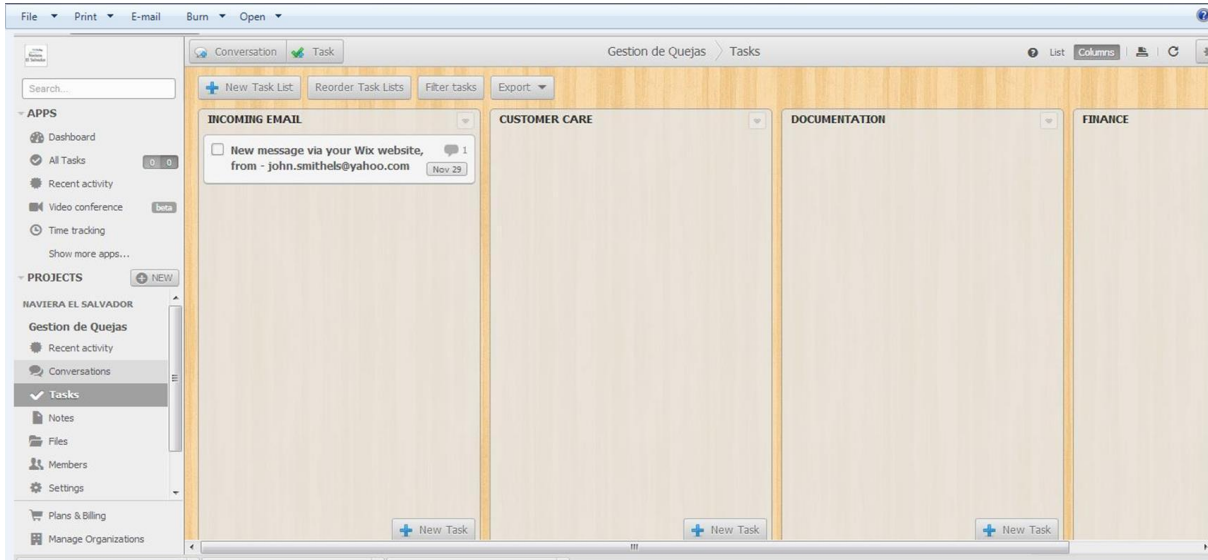 File Print E-mail Burn Open
Conversation Task Gestion de Quejas Tasks List Columns
Search...
New Task List Reorder Task Lists Filter tasks Export
APPS
Dashboard
All Tasks 0 0
Recent activity
Video conference beta
Time tracking
Show more apps...
PROJECTS NEW
NAVIERA EL SALVADOR
Gestion de Quejas
Recent activity
Conversations
Tasks
Notes
Files
Members
Settings
Plans & Billing
Manage Organizations
INCOMING EMAIL
New message via your Wix website, 1
from - john.smithels@yahoo.com Nov 29
New Task
CUSTOMER CARE
New Task
DOCUMENTATION
New Task
FINANCE